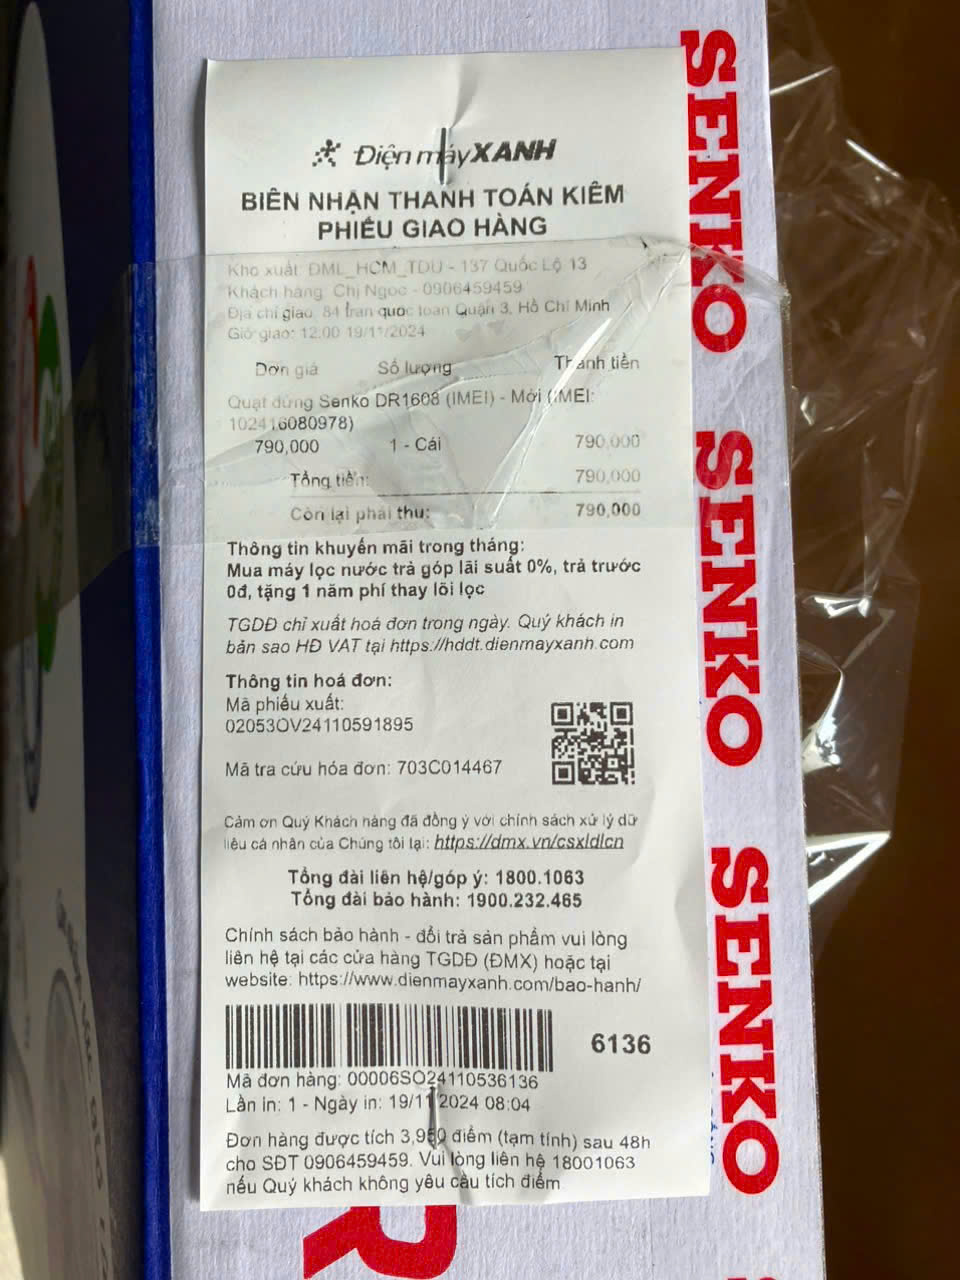 Điện máyXANH
BIÊN NHẬN THANH TOÁN KIÊM
PHIẾU GIAO HÀNG
Kho xuất: ĐML_HCM_TDU - 137 Quốc Lộ 13
Khách hàng: Chị Ngọc - 0906459459
Địa chỉ giao: 84 tran quoc toan Quận 3, Hồ Chí Minh
Giờ giao: 12:00 19/11/2024
Đơn giá Số lượng Thành tiền
Quạt đứng Senko DR1608 (IMEI) - Mới (IMEI:
102416080978)
790,000 1 - Cái 790,000
Tổng tiền: 790,000
Còn lại phải thu: 790,000
Thông tin khuyến mãi trong tháng:
Mua máy lọc nước trả góp lãi suất 0%, trả trước
0đ, tặng 1 năm phí thay lõi lọc
TGDĐ chỉ xuất hoá đơn trong ngày. Quý khách in
bản sao HĐ VAT tại https://hddt.dienmayxanh.com
Thông tin hoá đơn:
Mã phiếu xuất:
02053OV24110591895
Mã tra cứu hóa đơn: 703C014467
Cảm ơn Quý Khách hàng đã đồng ý với chính sách xử lý dữ
liệu cá nhân của Chúng tôi lại: https://dmx.vn/csxldlcn
Tổng đài liên hệ/góp ý: 1800.1063
Tổng đài bảo hành: 1900.232.465
Chính sách bảo hành - đổi trả sản phẩm vui lòng
liên hệ tại các cửa hàng TGDĐ (ĐMX) hoặc tại
website: https://www.dienmayxanh.com/bao-hanh/
6136
Mã đơn hàng: 00006SO24110536136
Lần in: 1 - Ngày in: 19/11/2024 08:04
Đơn hàng được tích 3,950 điểm (tạm tính) sau 48h
cho SĐT 0906459459. Vui lòng liên hệ 18001063
nếu Quý khách không yêu cầu tích điểm
SENKO
SENKO
SENKO
R